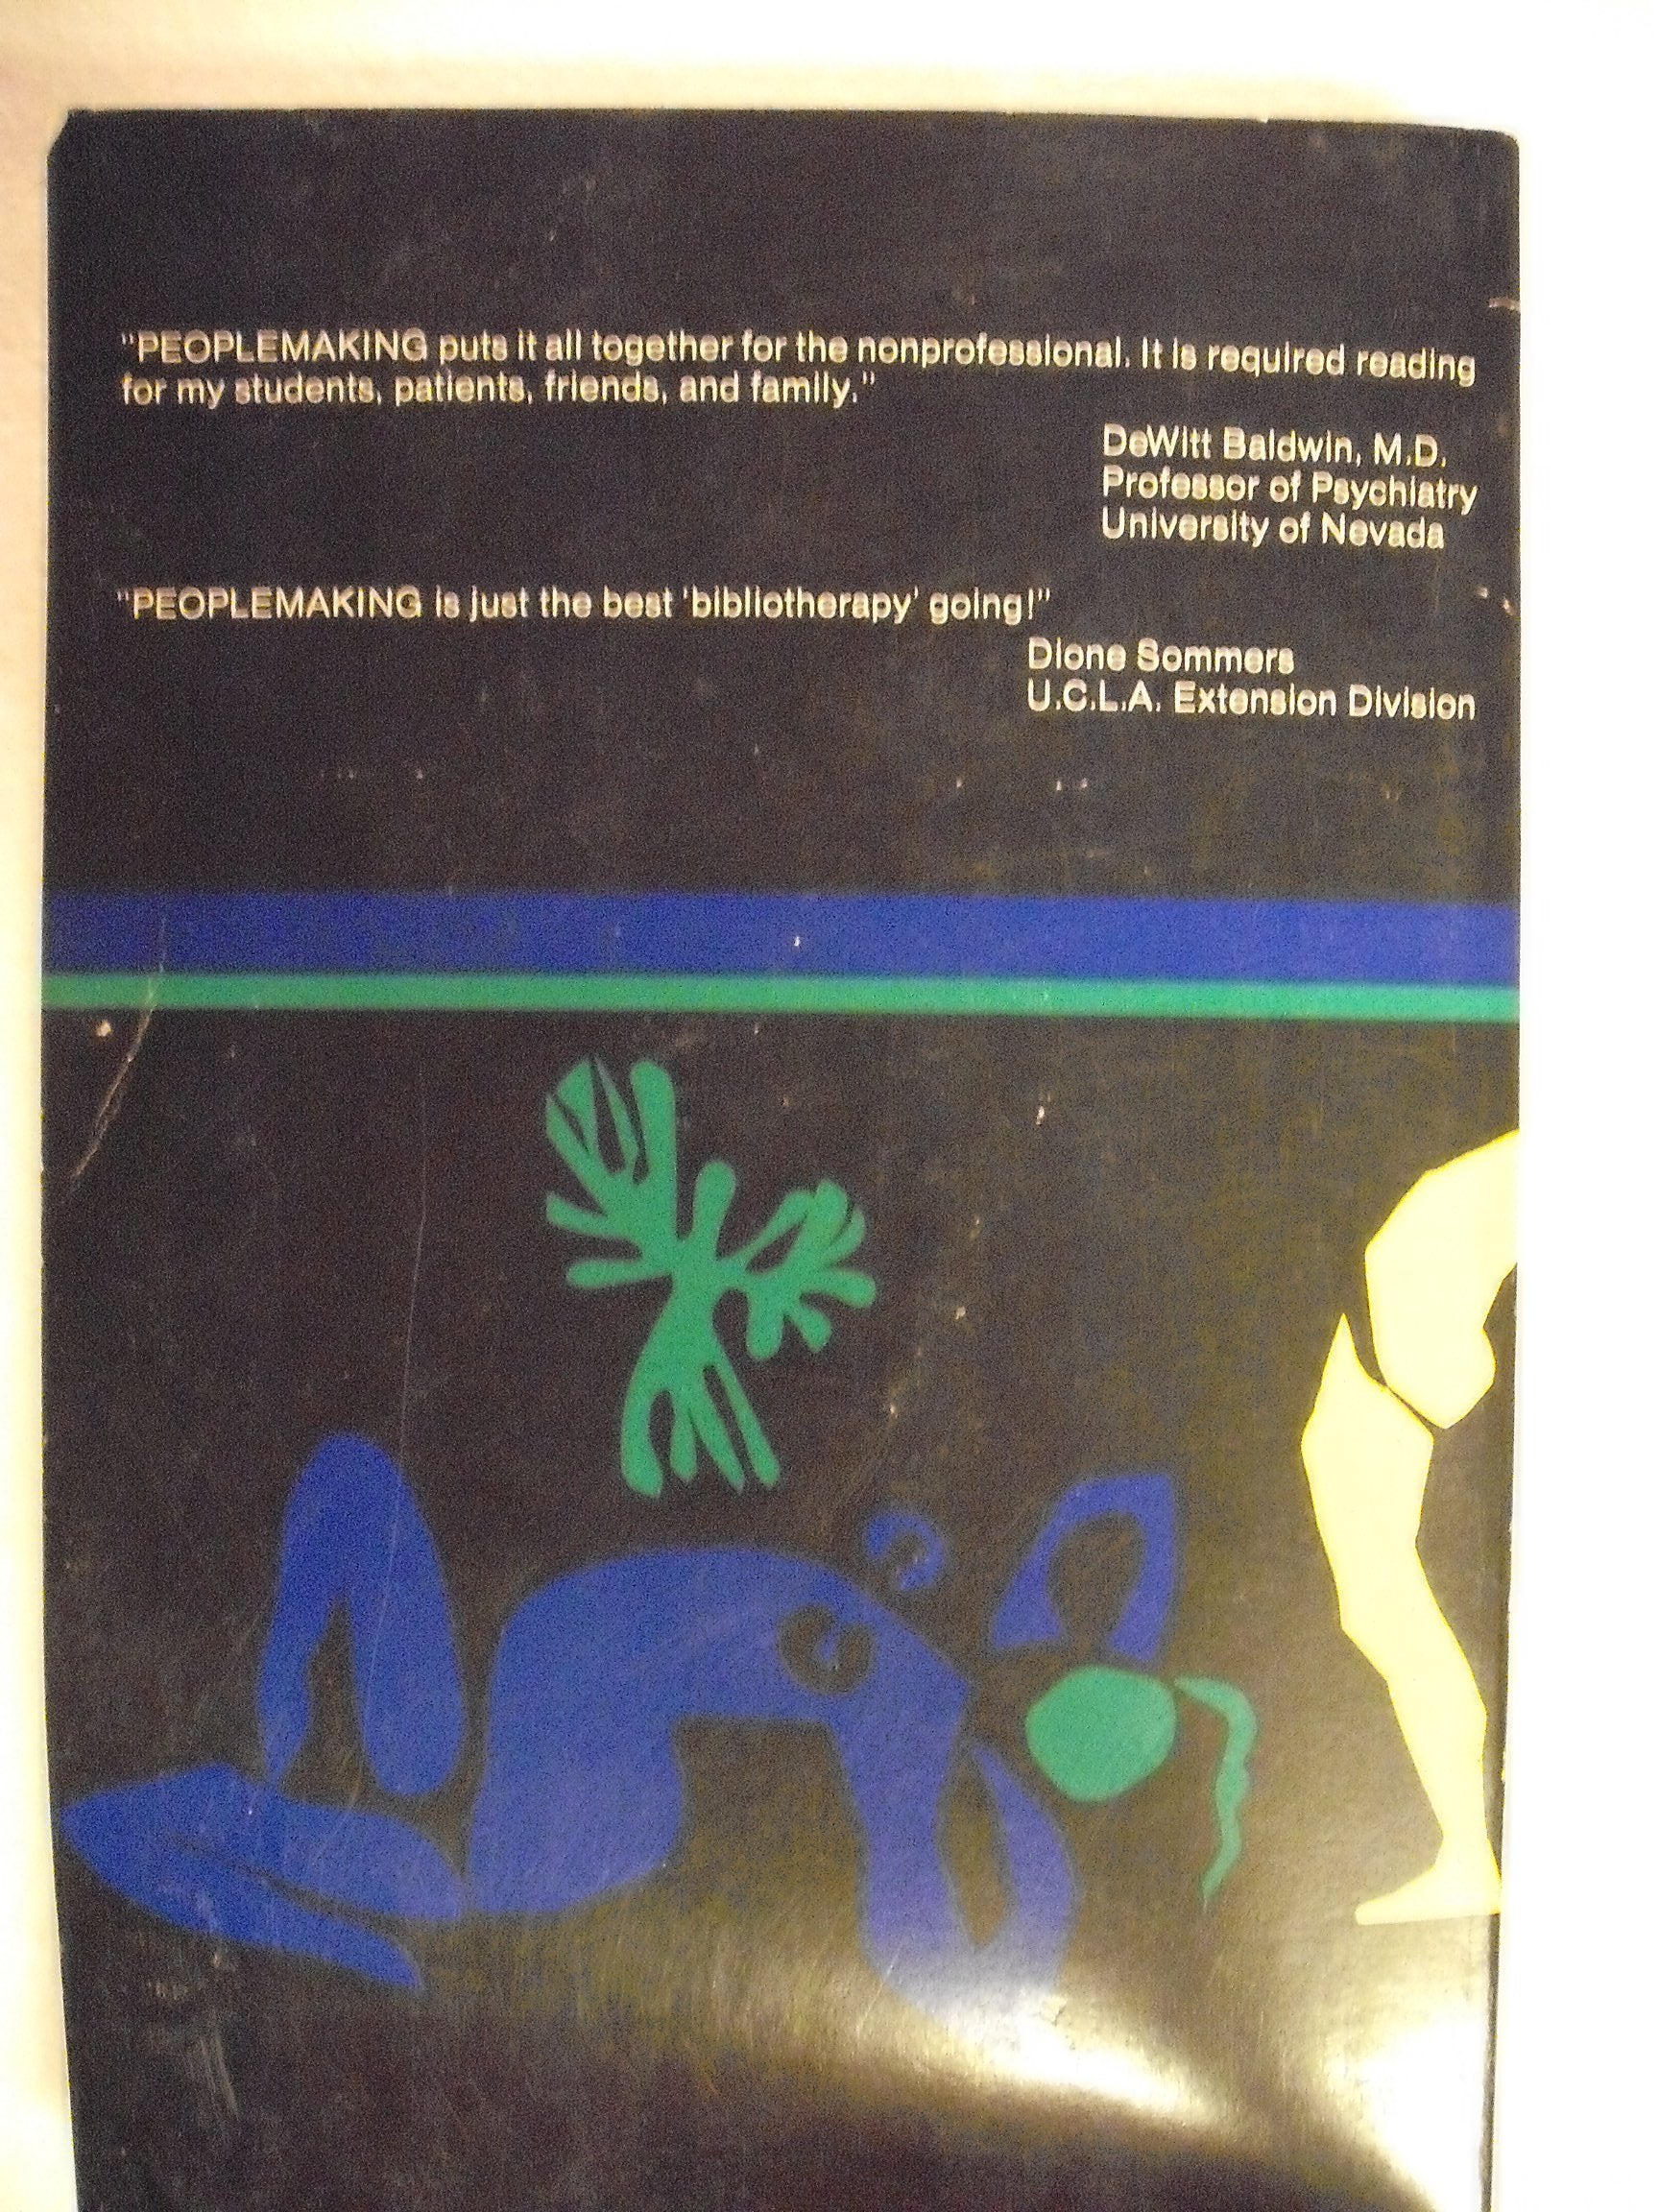 "PEOPLEMAKING puts it all together for the nonprofessional. It is required reading
for my students, patients, friends, and family."
DeWitt Baldwin, M.D.
Professor of Psychiatry
University of Nevada
"PEOPLEMAKING is just the best 'bibliotherapy' going!"
Dione Sommers
U.C.L.A. Extension Division